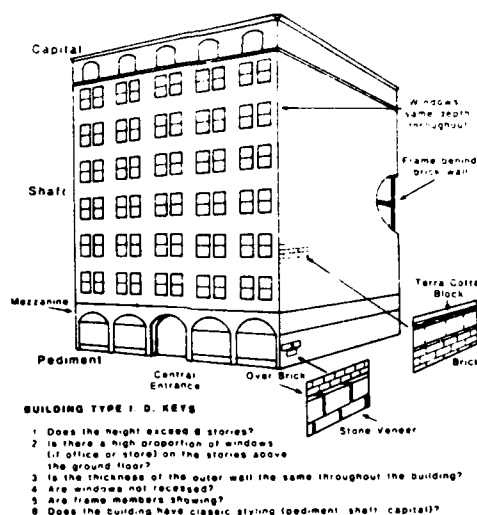 Capital
Windows
same depth
throughout
Frame behind
brick wall
Shaft
Mezzanine
Terra Cotta
Block
Pediment
Central
Entrance
Over Brick
Brick
Stone Veneer
BUILDING TYPE I. D. KEYS
1 Does the height exceed 6 stories?
2 Is there a high proportion of windows
(if office or store) on the stories above
the ground floor?
3 Is the thickness of the outer wall the same throughout the building?
4 Are windows not recessed?
5 Are frame members showing?
6 Does the building have classic styling (pediment, shaft, capital)?